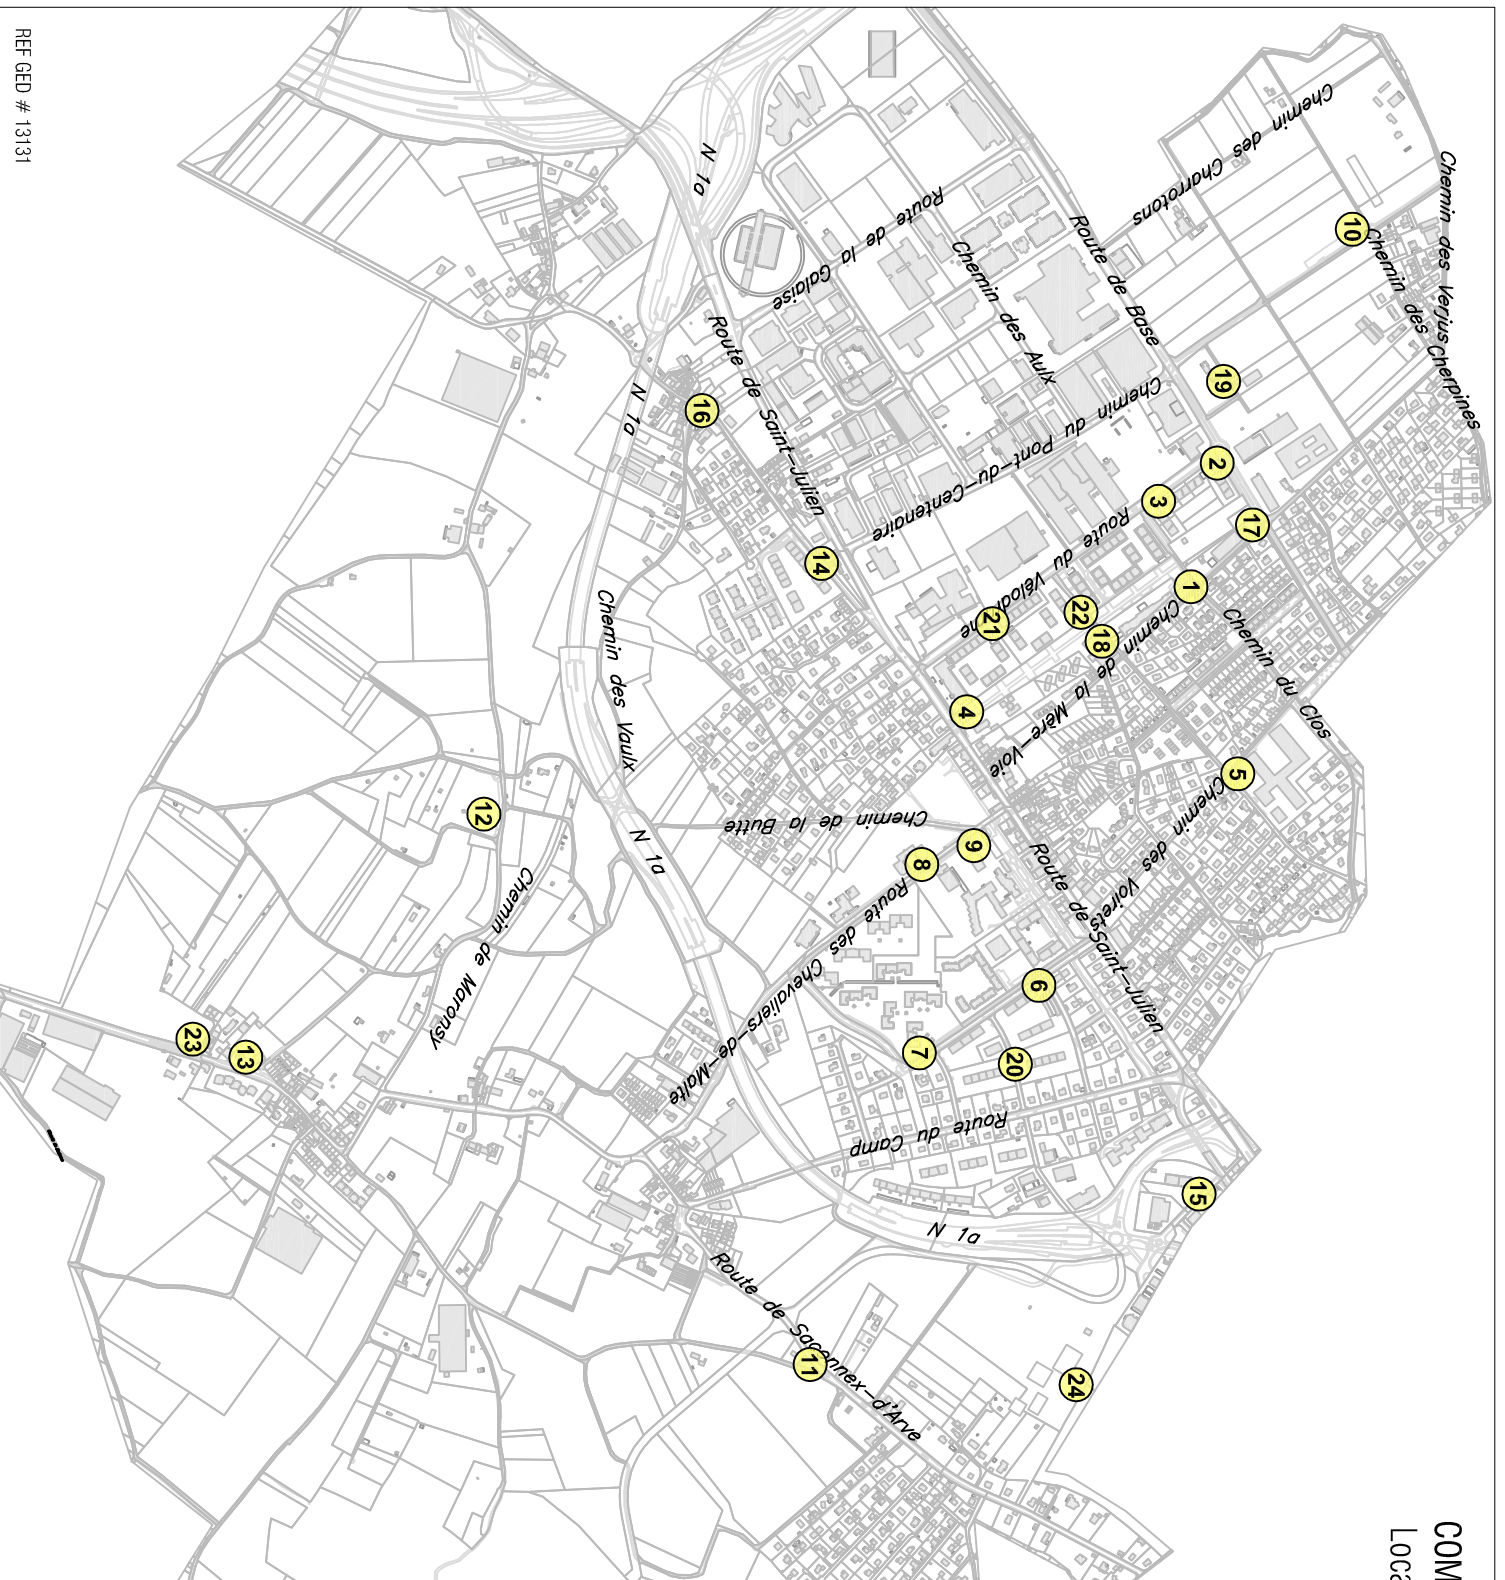 COM
Loca
REF GED # 13131
Chemin des Verjus
Chemin des Cherpines
Chemin des Charrotons
10
Route de Base
19
2
17
3
1
Chemin du Clos
Chemin des Aulx
Route de la Galaise
Chemin du Pont-du-Centenaire
Route du Vélodrome
22
18
21
Chemin de la Mère-Voie
5
Chemin des Voirets
4
N 1a
Route de Saint-Julien
16
N 1a
14
Chemin des Vaulx
Chemin de la Butte
9
8
Route des Chevaliers-de-Malte
Route de Saint-Julien
6
7
20
Route du Camp
15
N 1a
N 1a
12
Chemin de Maronsy
23
13
Route de Saconnex-d'Arve
11
24